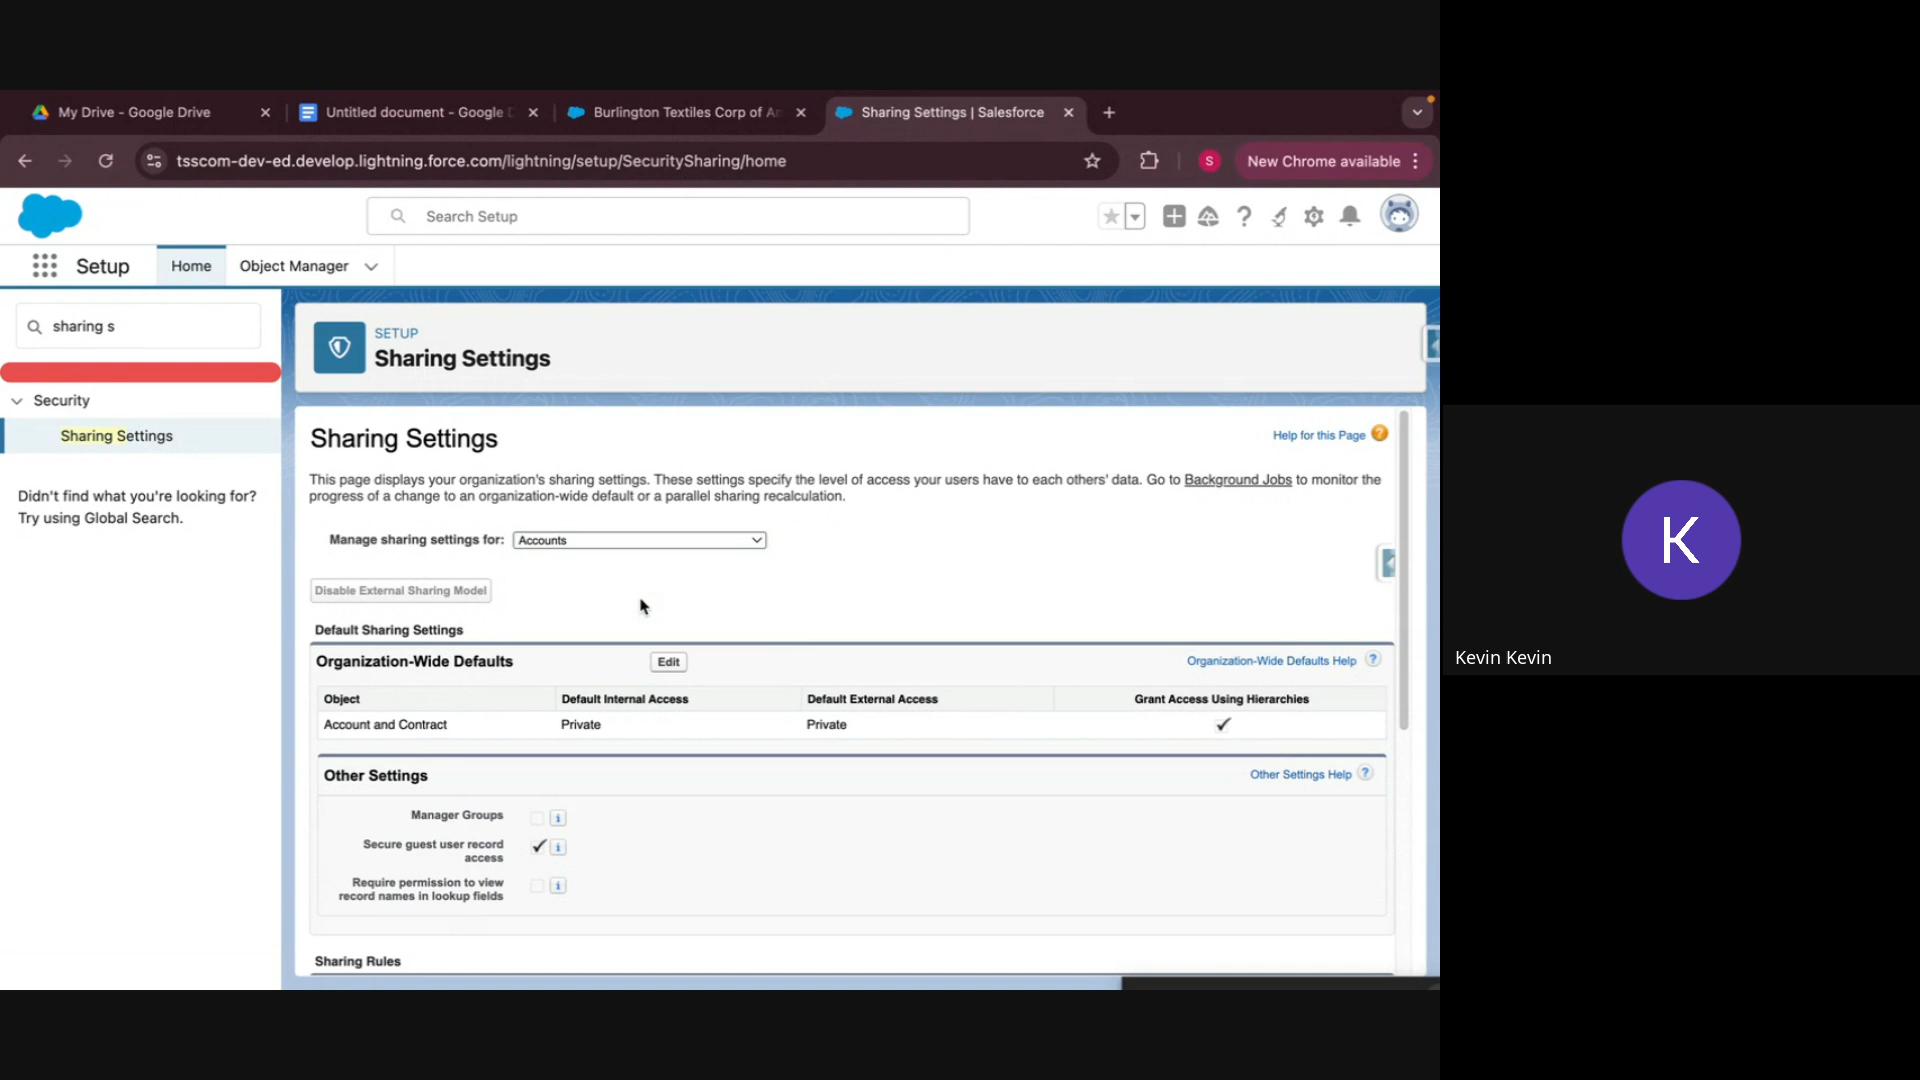 My Drive - Google Drive
Untitled document - Google D
Burlington Textiles Corp of Am
Sharing Settings | Salesforce
tsscom-dev-ed.develop.lightning.force.com/lightning/setup/SecuritySharing/home
S
New Chrome available
Search Setup
Setup
Home
Object Manager
sharing s
Security
Sharing Settings
Didn't find what you're looking for?
Try using Global Search.
SETUP
Sharing Settings
Sharing Settings
Help for this Page
This page displays your organization's sharing settings. These settings specify the level of access your users have to each others' data. Go to Background Jobs to monitor the
progress of a change to an organization-wide default or a parallel sharing recalculation.
Manage sharing settings for: Accounts
Disable External Sharing Model
Default Sharing Settings
Organization-Wide Defaults
Edit
Organization-Wide Defaults Help ?
Object
Default Internal Access
Default External Access
Grant Access Using Hierarchies
Account and Contract
Private
Private
Other Settings
Other Settings Help ?
Manager Groups
Secure guest user record
access
Require permission to view
record names in lookup fields
Sharing Rules
K
Kevin Kevin